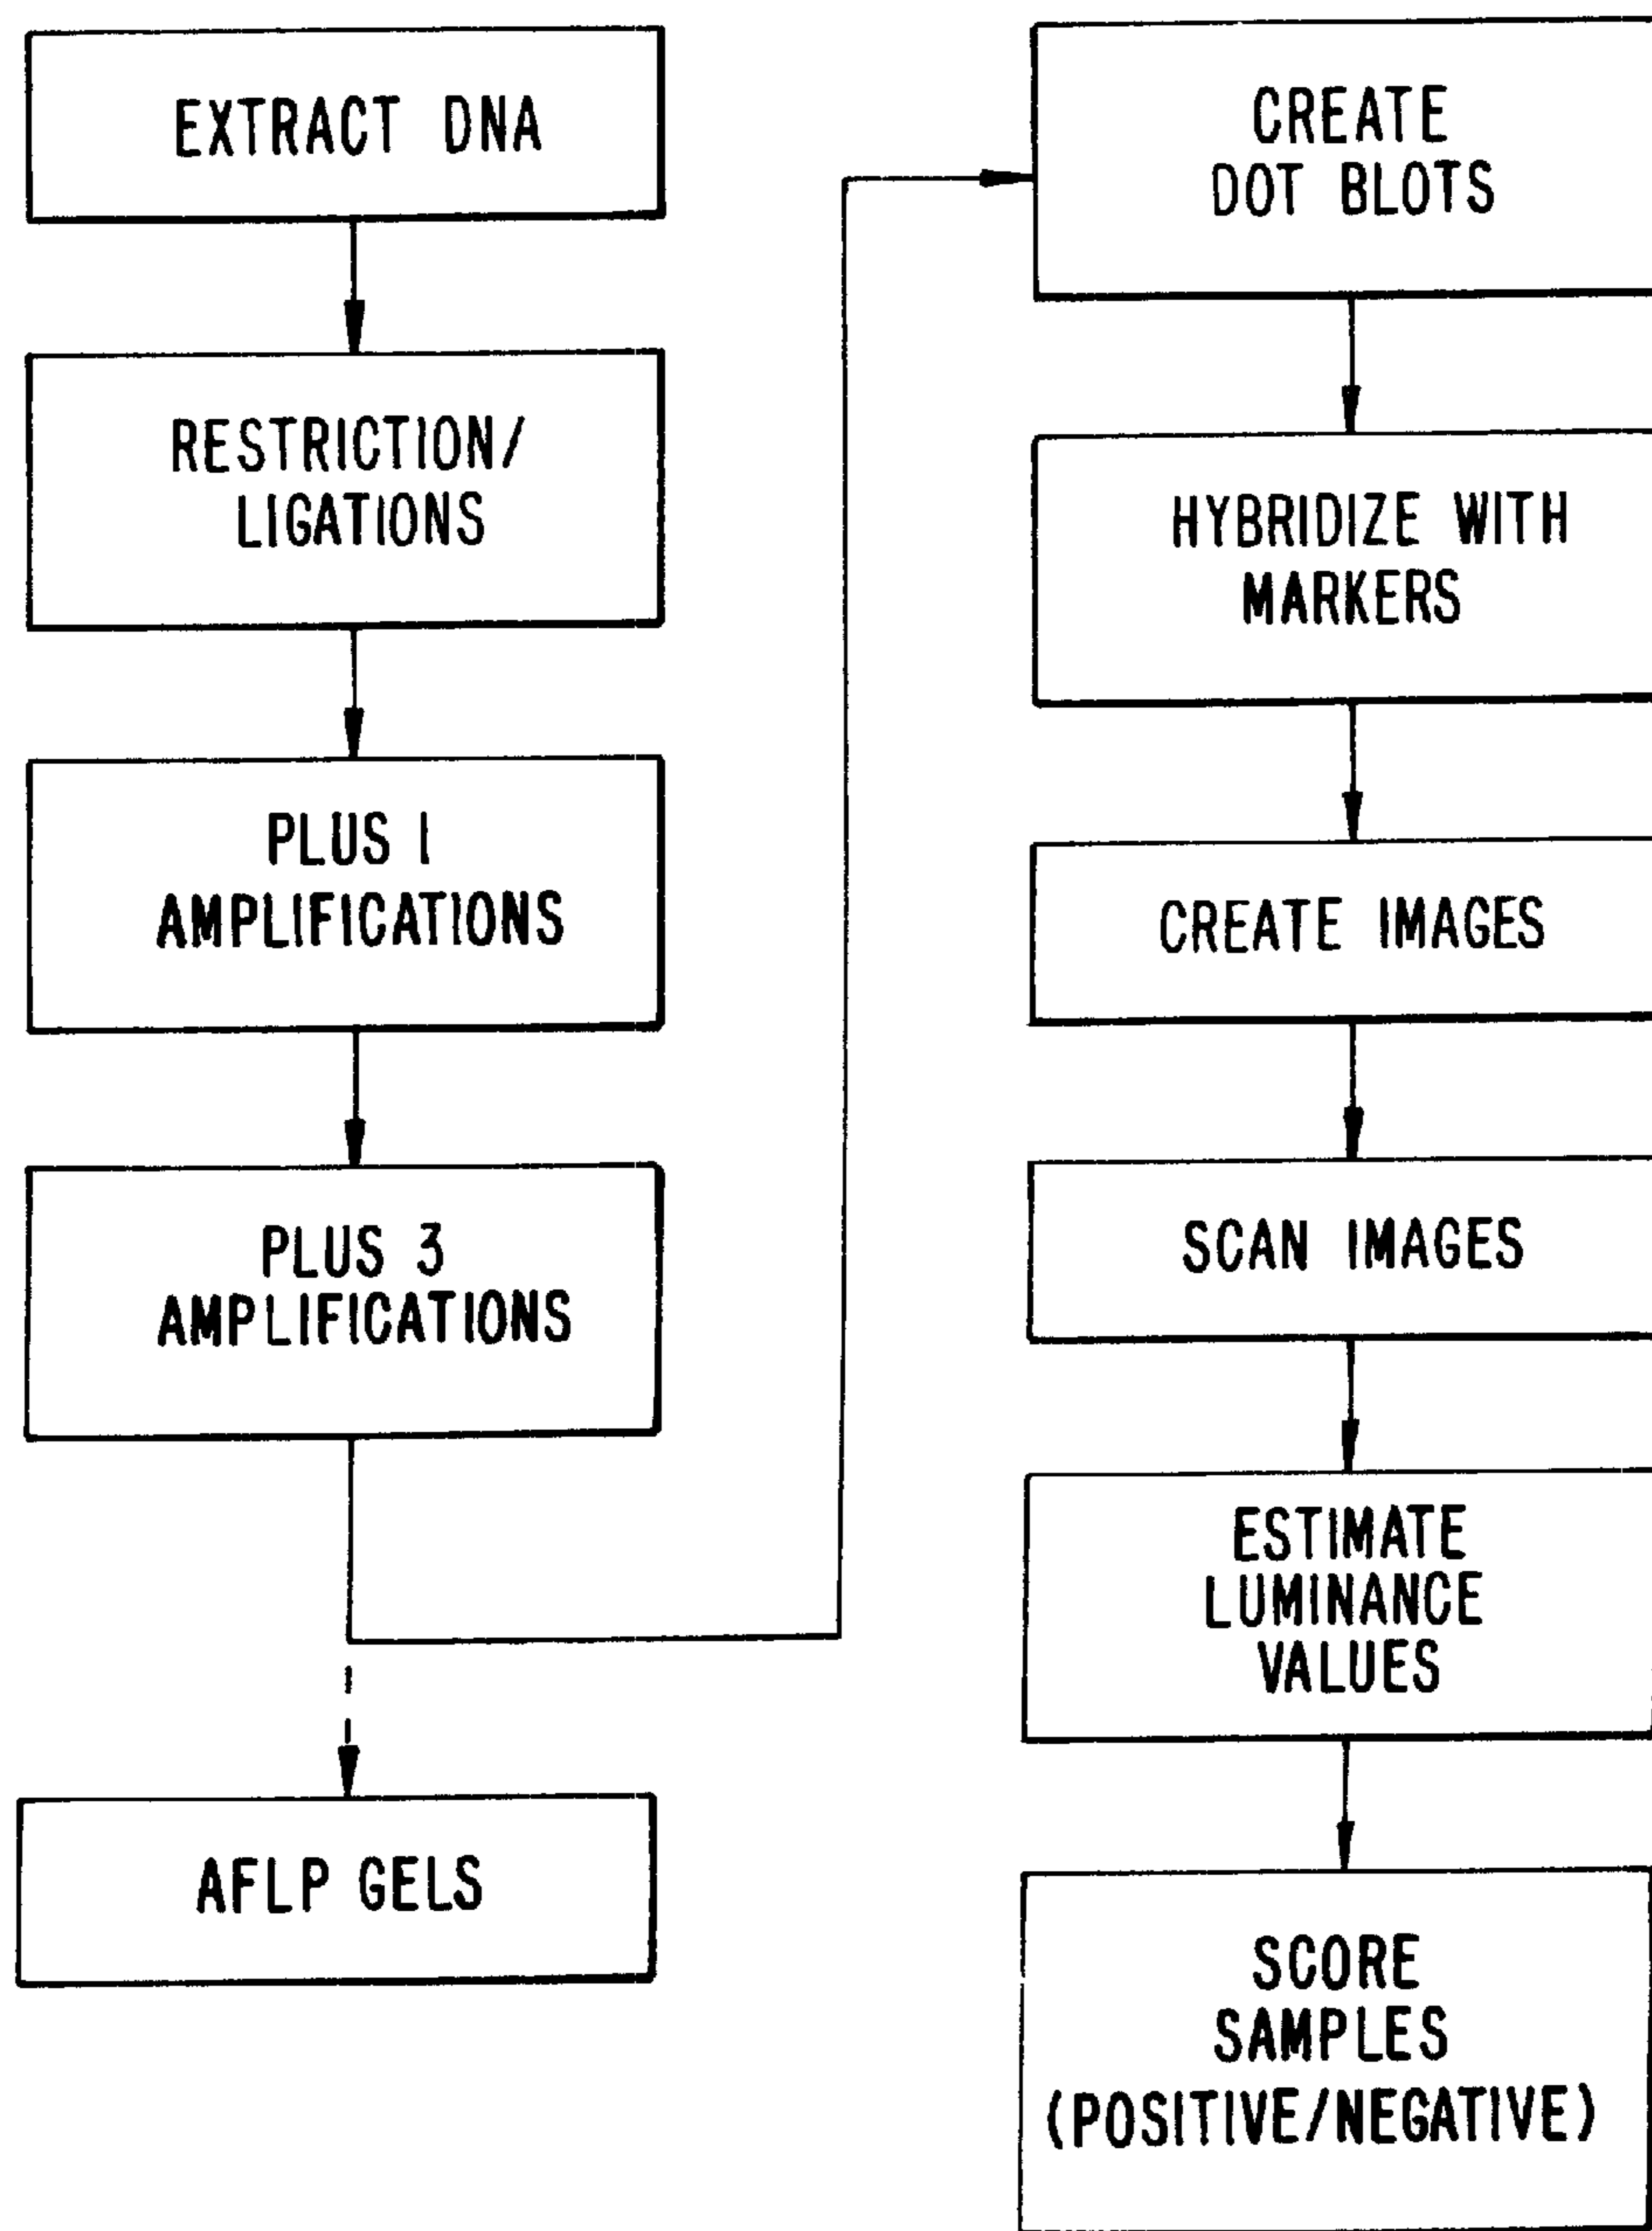 EXTRACT DNA
RESTRICTION/
LIGATIONS
PLUS 1
AMPLIFICATIONS
PLUS 3
AMPLIFICATIONS
AFLP GELS
CREATE
DOT BLOTS
HYBRIDIZE WITH
MARKERS
CREATE IMAGES
SCAN IMAGES
ESTIMATE
LUMINANCE
VALUES
SCORE
SAMPLES
(POSITIVE/NEGATIVE)